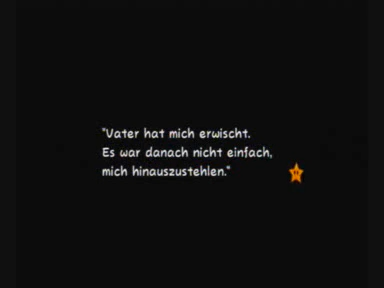 "Vater hat mich erwischt.
Es war danach nicht einfach,
mich hinauszustehlen."